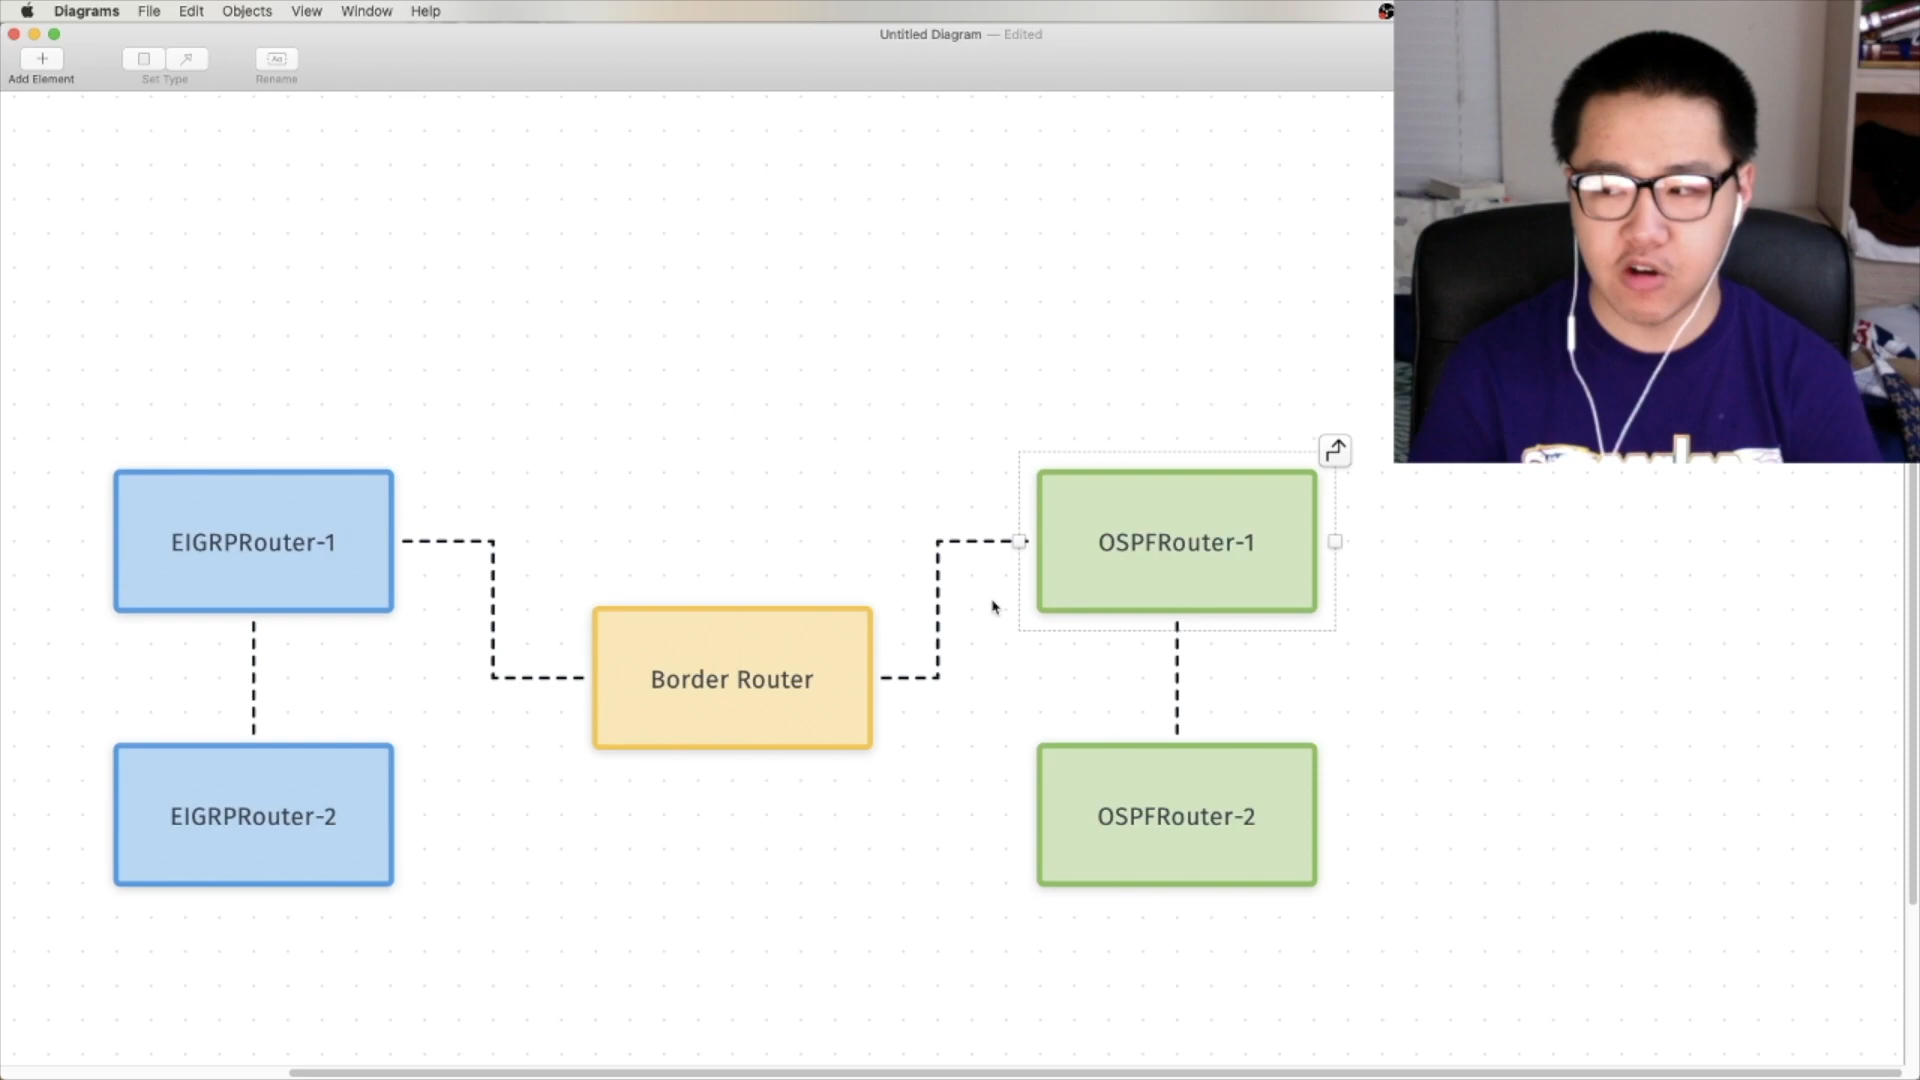 Diagrams File Edit Objects View Window Help
Untitled Diagram — Edited
Add Element
Set Type
Aa
Rename
EIGRPRouter-1
OSPFRouter-1
Border Router
EIGRPRouter-2
OSPFRouter-2